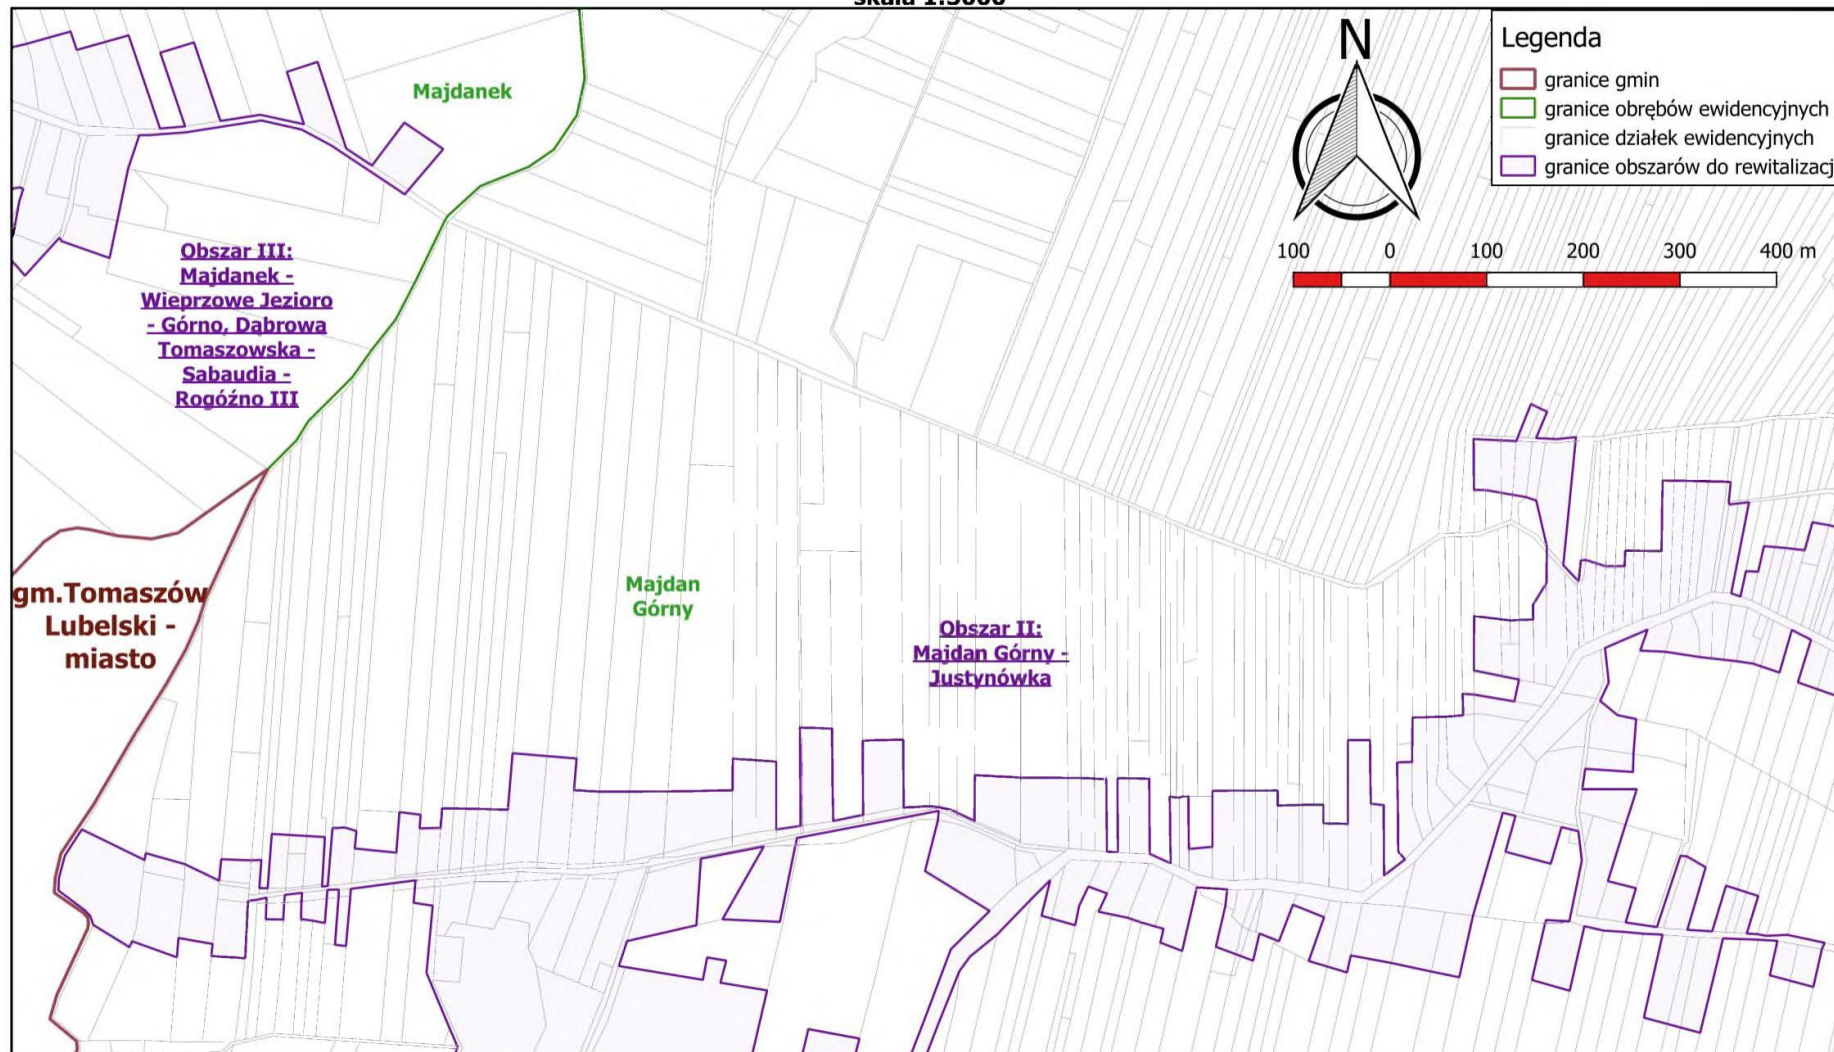 N
Legenda
granice gmin
granice obrębów ewidencyjnych
granice działek ewidencyjnych
granice obszarów do rewitalizacj
100 0 100 200 300 400 m
Majdanek
Obszar III:
Majdanek -
Wieprzowe Jezioro
- Górno, Dąbrowa
Tomaszowska -
Sabaudia -
Rogóźno III
gm.Tomaszów
Lubelski -
miasto
Majdan
Górny
Obszar II:
Majdan Górny -
Justynówka